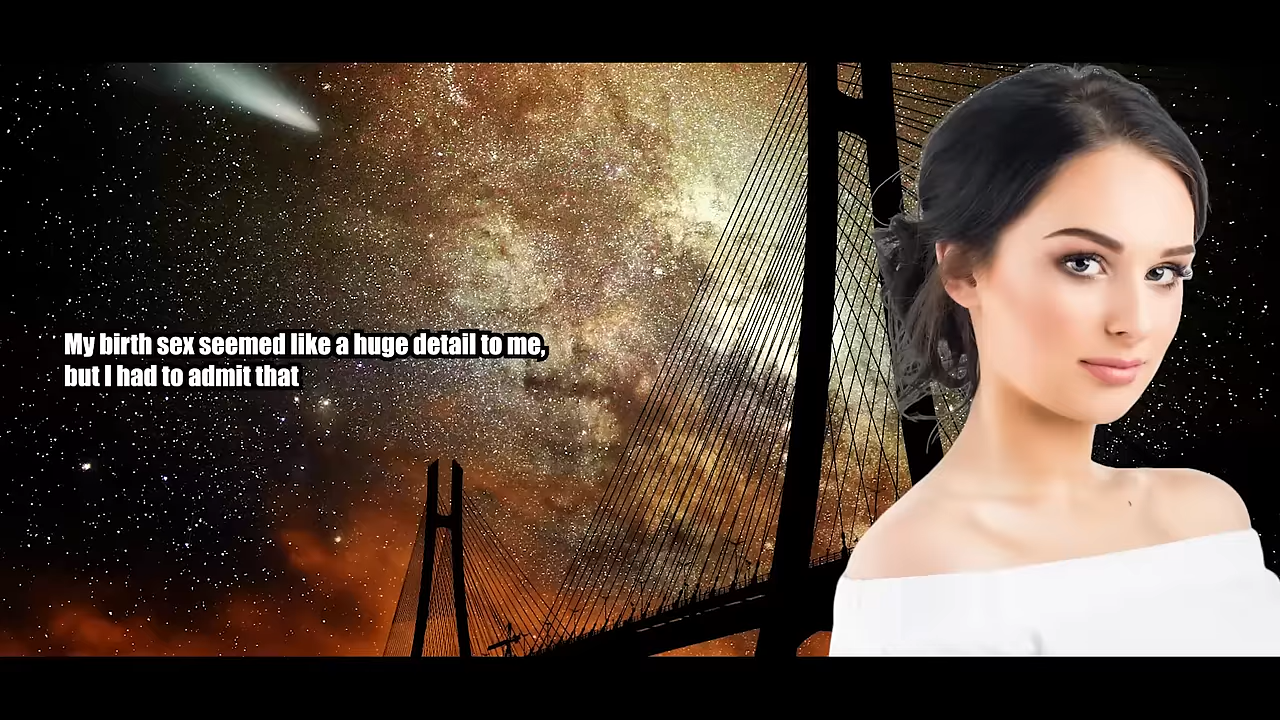 My birth sex seemed like a huge detail to me,
but I had to admit that